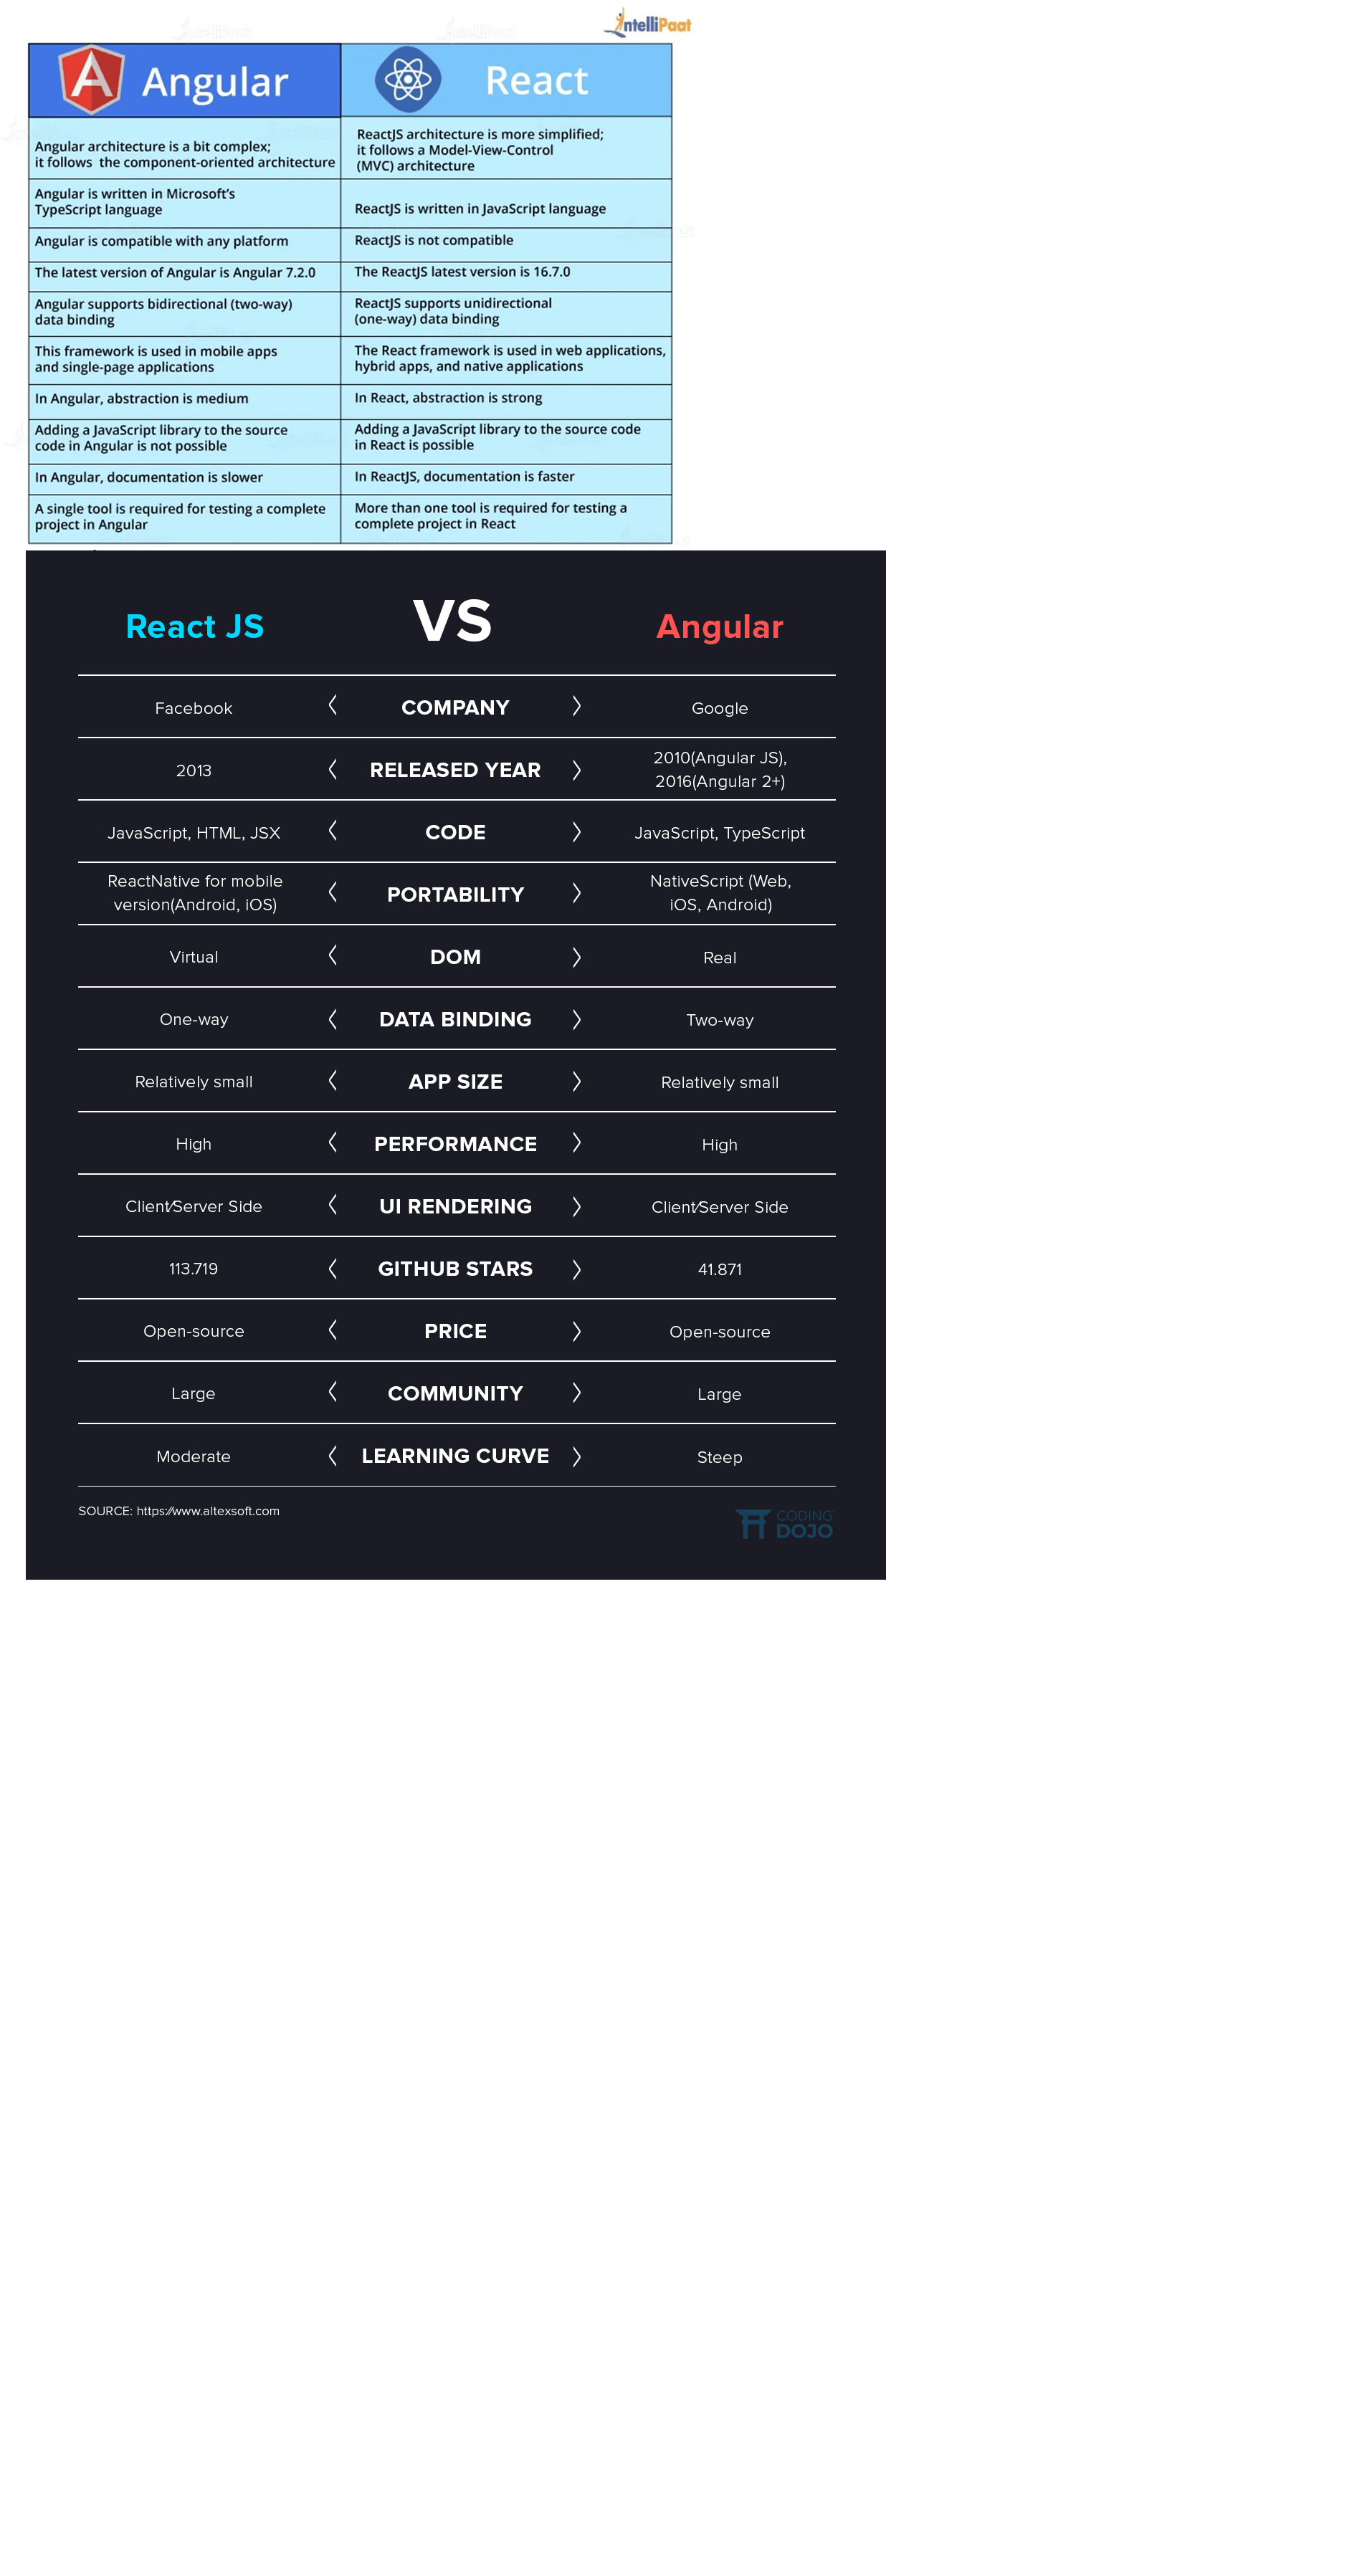 IntelliPaat
Angular
React
Angular architecture is a bit complex;
it follows the component-oriented architecture
ReactJS architecture is more simplified;
it follows a Model-View-Control
(MVC) architecture
Angular is written in Microsoft's
TypeScript language
ReactJS is written in JavaScript language
Angular is compatible with any platform
ReactJS is not compatible
The latest version of Angular is Angular 7.2.0
The ReactJS latest version is 16.7.0
Angular supports bidirectional (two-way)
data binding
ReactJS supports unidirectional
(one-way) data binding
This framework is used in mobile apps
and single-page applications
The React framework is used in web applications,
hybrid apps, and native applications
In Angular, abstraction is medium
In React, abstraction is strong
Adding a JavaScript library to the source
code in Angular is not possible
Adding a JavaScript library to the source code
in React is possible
In Angular, documentation is slower
In ReactJS, documentation is faster
A single tool is required for testing a complete
project in Angular
More than one tool is required for testing a
complete project in React
React JS
VS
Angular
Facebook
COMPANY
Google
2013
RELEASED YEAR
2010(Angular JS),
2016(Angular 2+)
JavaScript, HTML, JSX
CODE
JavaScript, TypeScript
ReactNative for mobile
version(Android, iOS)
PORTABILITY
NativeScript (Web,
iOS, Android)
Virtual
DOM
Real
One-way
DATA BINDING
Two-way
Relatively small
APP SIZE
Relatively small
High
PERFORMANCE
High
Client/Server Side
UI RENDERING
Client/Server Side
113.719
GITHUB STARS
41.871
Open-source
PRICE
Open-source
Large
COMMUNITY
Large
Moderate
LEARNING CURVE
Steep
SOURCE: https://www.altexsoft.com
CODING
DOJO